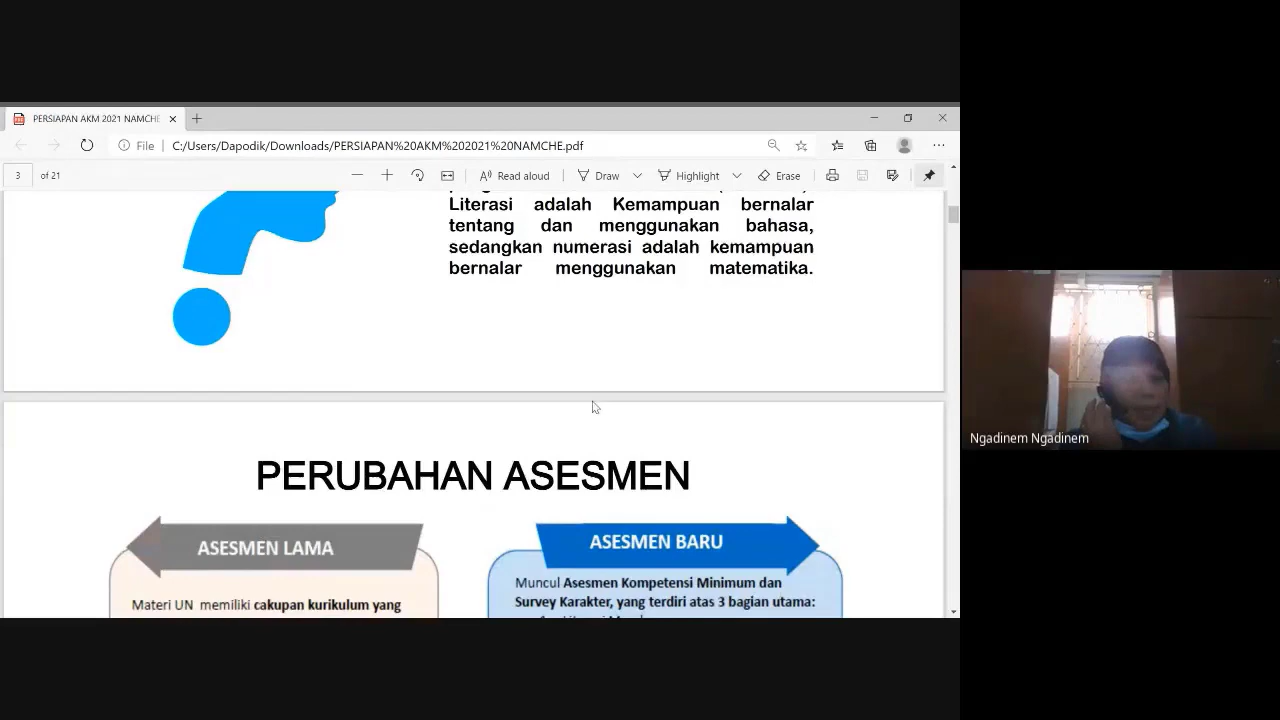 PERSIAPAN AKM 2021 NAMCHE
File
C:/Users/Dapodik/Downloads/PERSIAPAN%20AKM%202021%20NAMCHE.pdf
3 of 21
Read aloud
Draw
Highlight
Erase
Literasi adalah Kemampuan bernalar
tentang dan menggunakan bahasa,
sedangkan numerasi adalah kemampuan
bernalar menggunakan matematika.
PERUBAHAN ASESMEN
ASESMEN LAMA
Materi UN memiliki cakupan kurikulum yang
ASESMEN BARU
Muncul Asesmen Kompetensi Minimum dan
Survey Karakter, yang terdiri atas 3 bagian utama:
Ngadinem Ngadinem